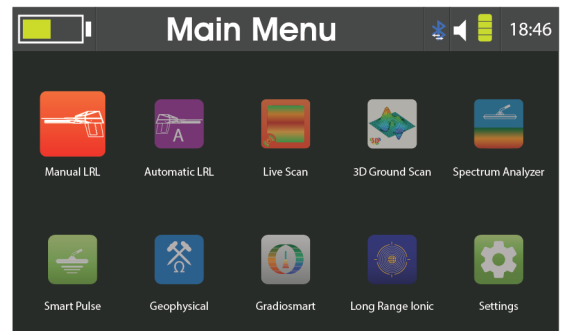 Main Menu 18:46
A
Manual LRL Automatic LRL Live Scan 3D Ground Scan Spectrum Analyzer
Ω
Smart Pulse Geophysical Gradiosmart Long Range Ionic Settings